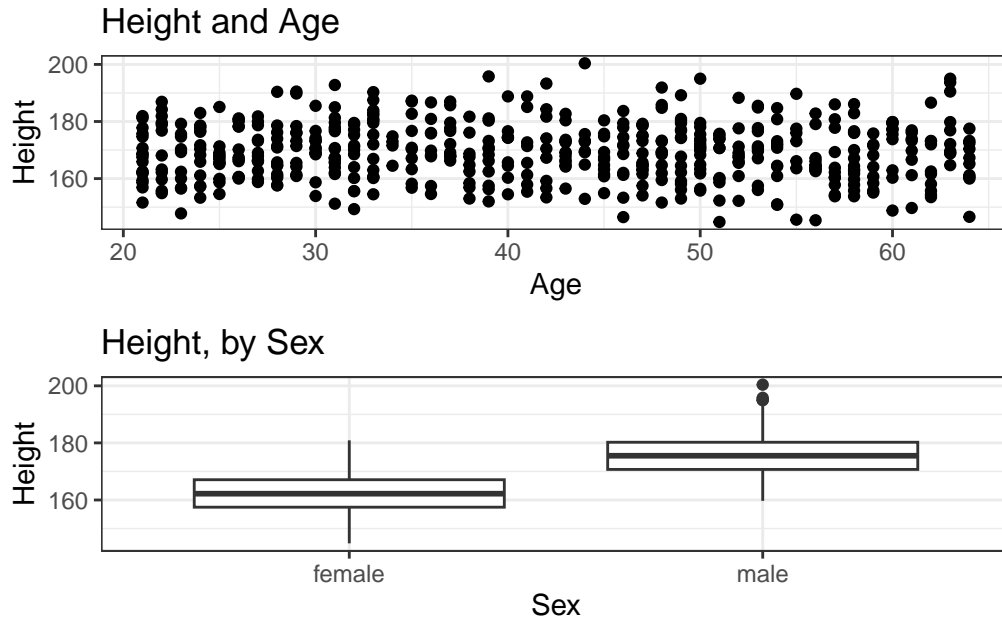 Height and Age
200
180
160
Height
20 30 40 50 60
Age
Height, by Sex
200
180
160
Height
female male
Sex